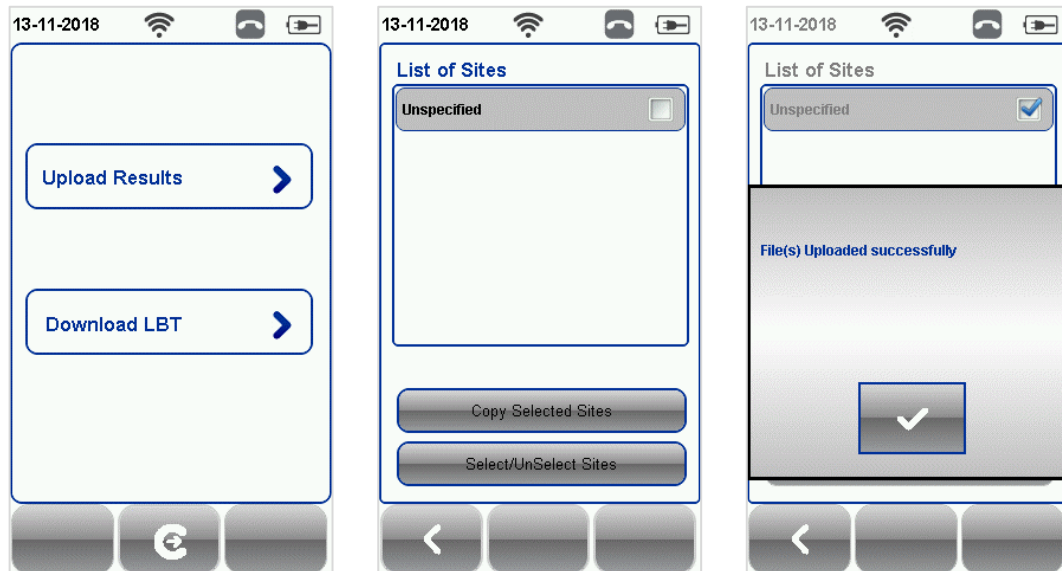 13-11-2018
Upload Results
Download LBT
13-11-2018
List of Sites
Unspecified
Copy Selected Sites
Select/UnSelect Sites
13-11-2018
List of Sites
Unspecified
File(s) Uploaded successfully